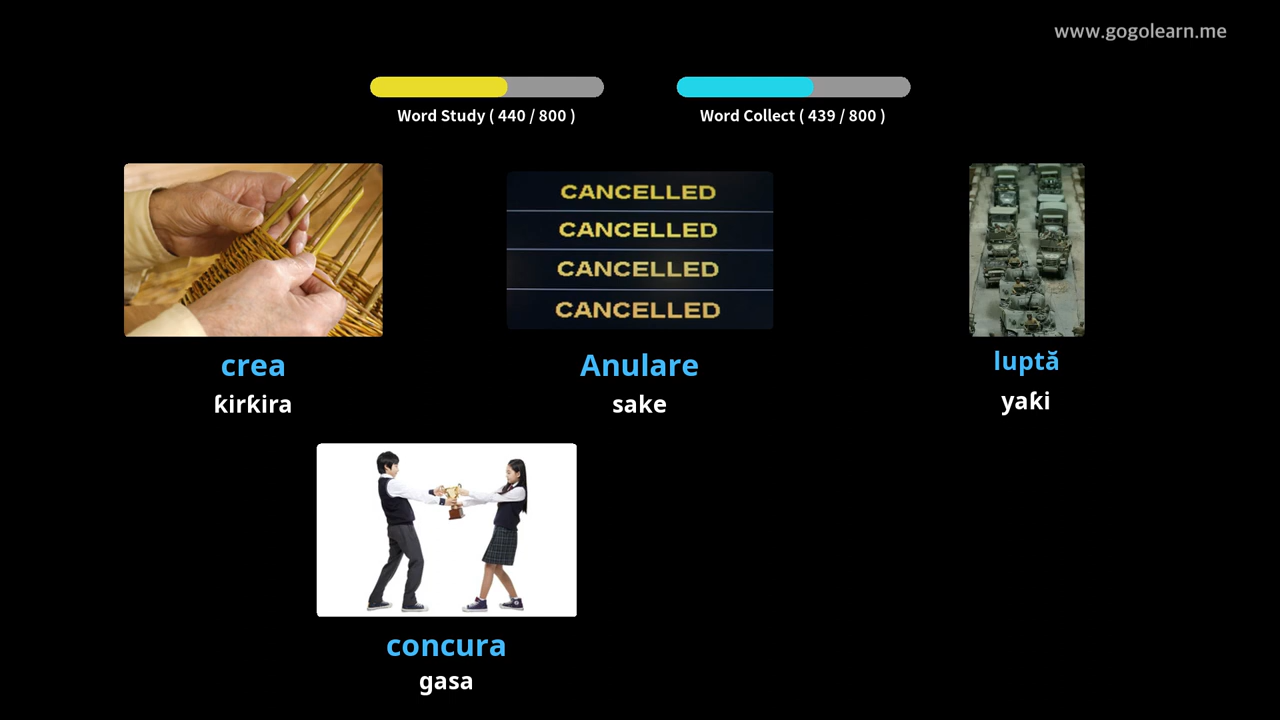 www.gogolearn.me
Word Study ( 440 / 800 )
Word Collect ( 439 / 800 )
CANCELLED
CANCELLED
CANCELLED
CANCELLED
crea
ƙirƙira
Anulare
sake
luptă
yaƙi
concura
gasa